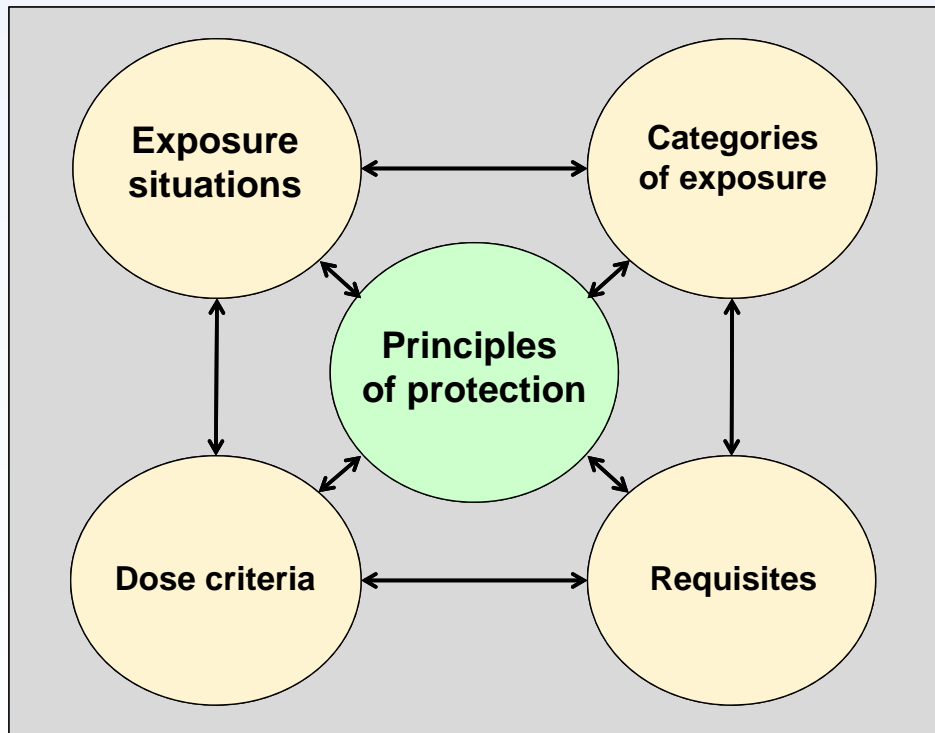 Exposure
situations
Categories
of exposure
Principles
of protection
Dose criteria
Requisites